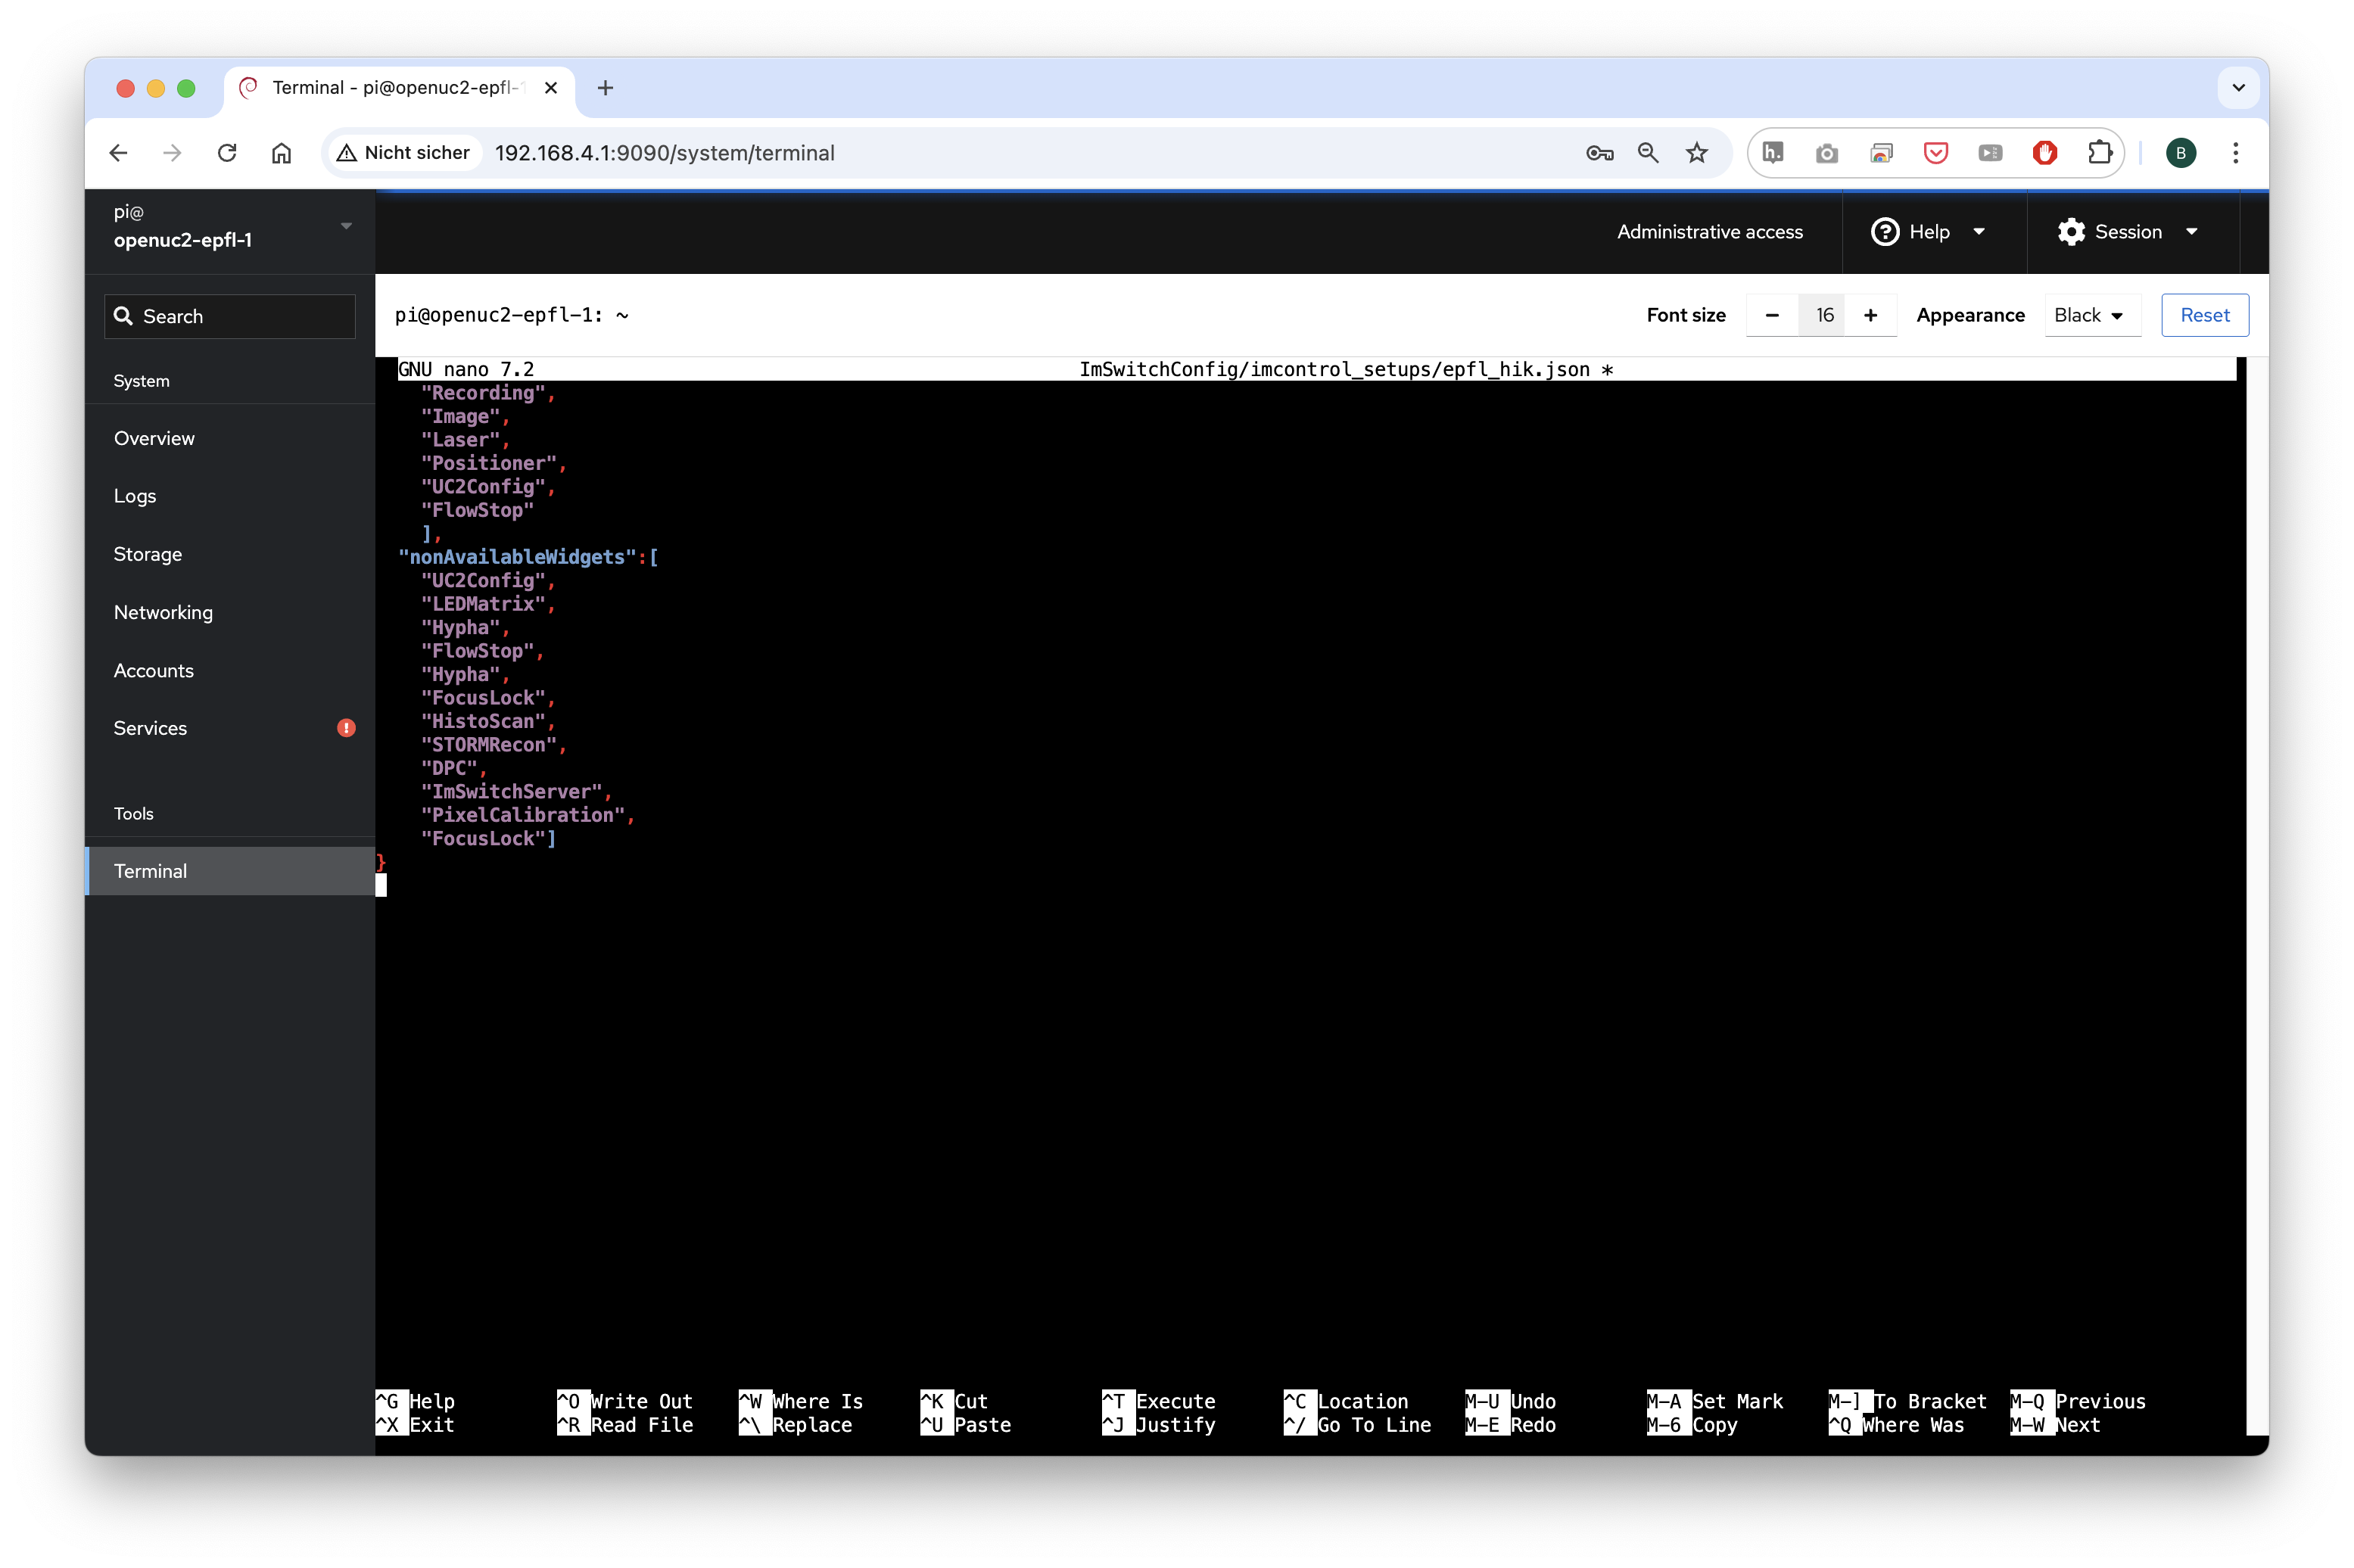 Terminal - pi@openuc2-epfl-1
Nicht sicher 192.168.4.1:9090/system/terminal
h.
B
pi@
openuc2-epfl-1
Administrative access
Help
Session
Search
System
Overview
Logs
Storage
Networking
Accounts
Services
Tools
Terminal
pi@openuc2-epfl-1: ~
Font size − 16 + Appearance Black Reset
GNU nano 7.2 ImSwitchConfig/imcontrol_setups/epfl_hik.json *
"Recording",
"Image",
"Laser",
"Positioner",
"UC2Config",
"FlowStop"
],
"nonAvailableWidgets":[
"UC2Config",
"LEDMatrix",
"Hypha",
"FlowStop",
"Hypha",
"FocusLock",
"HistoScan",
"STORMRecon",
"DPC",
"ImSwitchServer",
"PixelCalibration",
"FocusLock"]
}
^G Help ^O Write Out ^W Where Is ^K Cut ^T Execute ^C Location M-U Undo M-A Set Mark M-] To Bracket M-Q Previous
^X Exit ^R Read File ^\ Replace ^U Paste ^J Justify ^/ Go To Line M-E Redo M-6 Copy ^Q Where Was M-W Next